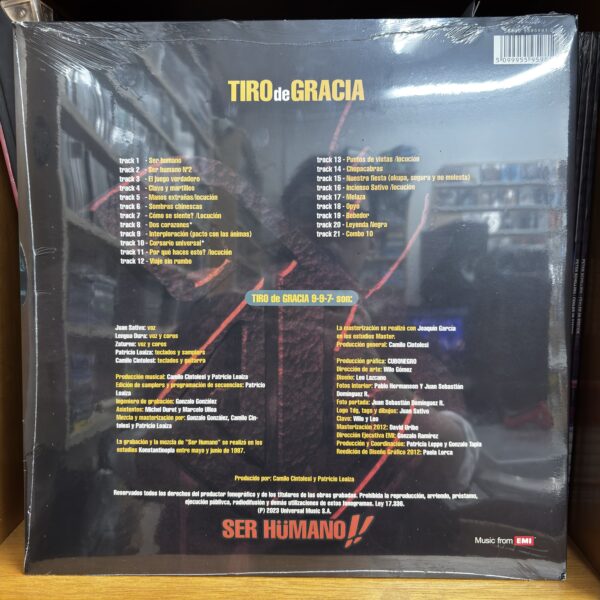 TIRO de GRACIA
track 1 - Ser humano
track 2 - Ser humano Nº2
track 3 - El juego verdadero
track 4 - Clavo y martillos
track 5 - Manos extrañas/locución
track 6 - Sombras chinescas
track 7 - Cómo se siente? /Locución
track 8 - Dos corazones*
track 9 - Interploración (pacto con las ánimas)
track 10 - Corsario universal*
track 11 - Por qué haces esto? /locución
track 12 - Viaje sin rumbo
track 13 - Puntos de vistas /locución
track 14 - Chupacabras
track 15 - Nuestra fiesta (okupa, segura y no molesta)
track 16 - Incienso Sativo /locución
track 17 - Melaza
track 18 - Opyo
track 19 - Bebedor
track 20 - Leyenda Negra
track 21 - Combo 10
TIRO de GRACIA 9-9-7- son:
Juan Sativo: voz
Lengua Dura: voz y coros
Zaturno: voz y coros
Patricio Loaiza: teclados y samplers
Camilo Cintolesi: teclados y guitarra
Producción musical: Camilo Cintolesi y Patricio Loaiza
Edición de samplers y programación de secuencias: Patricio
Loaiza
Ingeniero de grabación: Gonzalo González
Asistentes: Michel Duret y Marcelo Ulloa
Mezcla y masterización por: Gonzalo González, Camilo Cin-
tolesi y Patricio Loaiza
La grabación y la mezcla de "Ser Humano" se realizó en los
estudios Konstantinopla entre mayo y junio de 1997.
La masterización se realizó con Joaquín García
en los estudios Master.
Producción general: Camilo Cintolesi
Producción gráfica: CUBONEGRO
Dirección de arte: Wilo Gómez
Diseño: Leo Lazcano
Fotos interior: Pablo Hermansen Y Juan Sebastián
Domínguez R.
Foto portada: Juan Sebastián Domínguez R.
Logo Tdg, tags y dibujos: Juan Sativo
Clavo: Wilo y Leo
Masterización 2012: David Uribe
Dirección Ejecutiva EMI: Gonzalo Ramírez
Producción y Coordinación: Patricia Leppe y Gonzalo Tapia
Reedición de Diseño Gráfico 2012: Paula Lorca
Producido por: Camilo Cintolesi y Patricio Loaiza
Reservados todos los derechos del productor fonográfico y de los titulares de las obras grabadas. Prohibida la reproducción, arriendo, préstamo,
ejecución pública, radiodifusión y demás utilizaciones de estos fonogramas. Ley 17.336.
(P) 2023 Universal Music S.A.
SER HÜMANO!!
Music from EMI